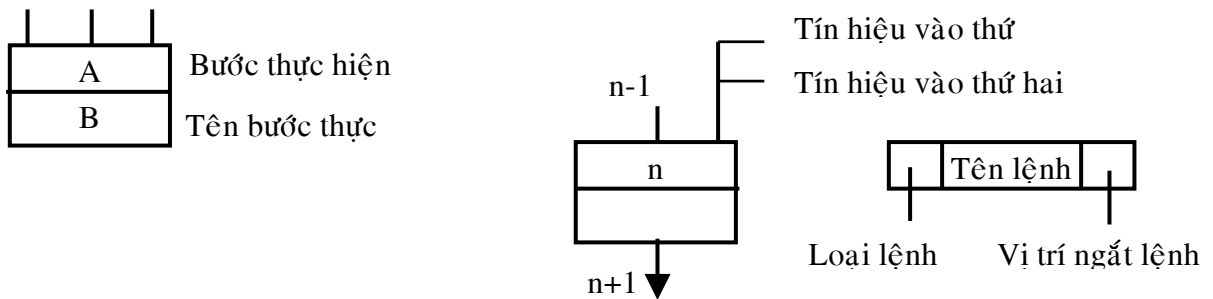 A
Bước thực hiện
B
Tên bước thực
Tín hiệu vào thứ
Tín hiệu vào thứ hai
n-1
n
n+1
Tên lệnh
Loại lệnh
Vị trí ngắt lệnh